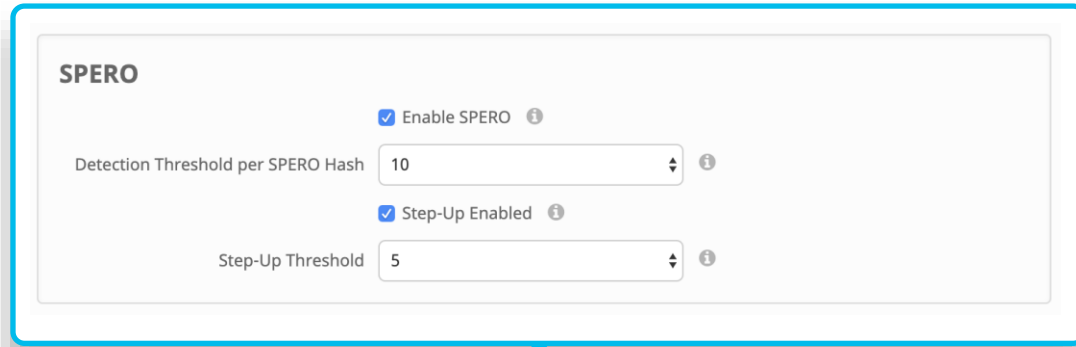 SPERO
Enable SPERO
Detection Threshold per SPERO Hash 10
Step-Up Enabled
Step-Up Threshold 5